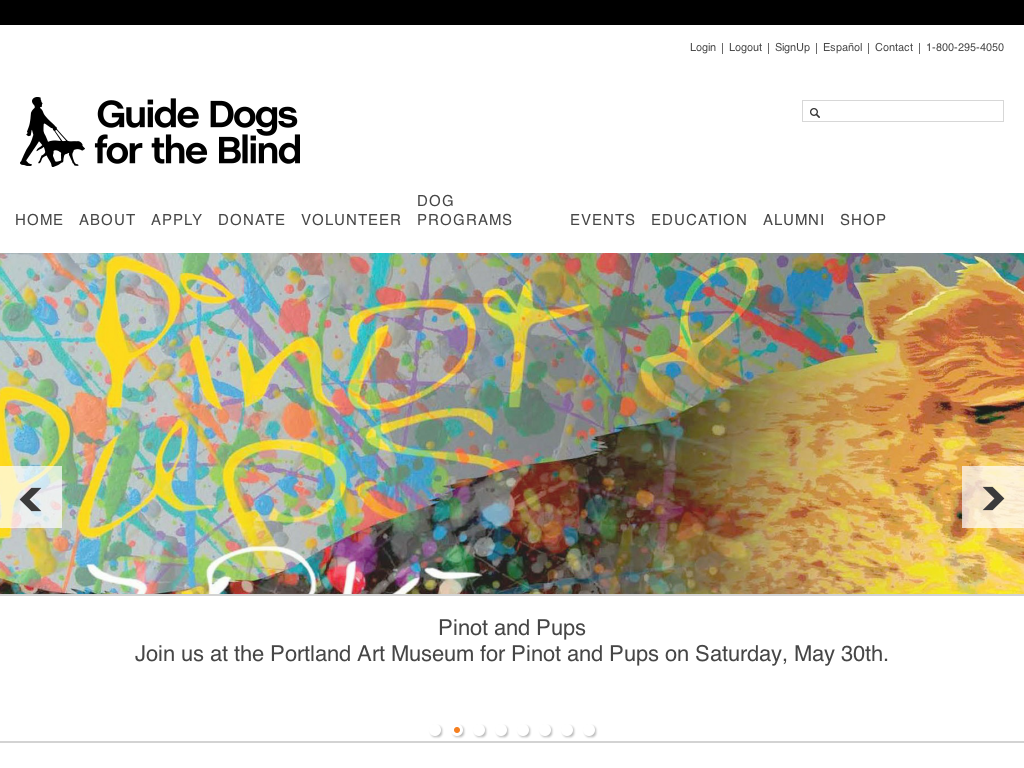 Login | Logout | SignUp | Español | Contact | 1-800-295-4050
Guide Dogs
for the Blind
HOME ABOUT APPLY DONATE VOLUNTEER DOG PROGRAMS EVENTS EDUCATION ALUMNI SHOP
Pinot &
Pups
Pinot and Pups
Join us at the Portland Art Museum for Pinot and Pups on Saturday, May 30th.